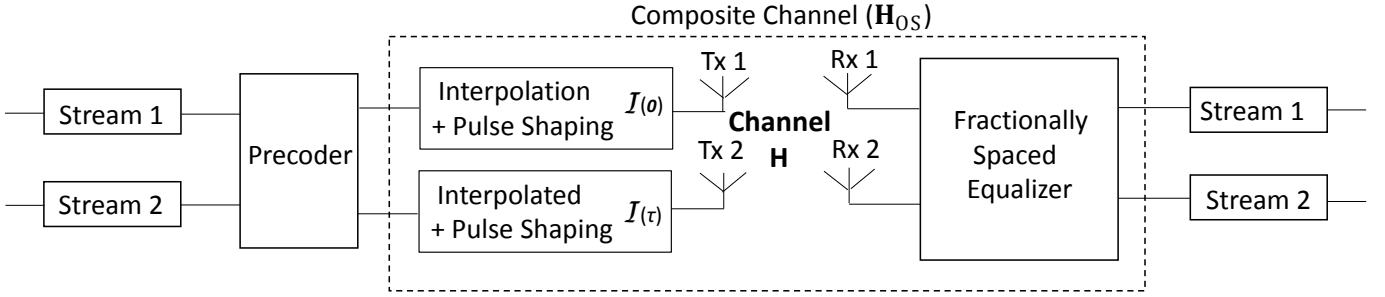 Composite Channel (H_OS)
Stream 1
Stream 2
Precoder
Interpolation
+ Pulse Shaping
I(0)
Interpolated
+ Pulse Shaping
I(τ)
Tx 1
Tx 2
Channel
H
Rx 1
Rx 2
Fractionally
Spaced
Equalizer
Stream 1
Stream 2